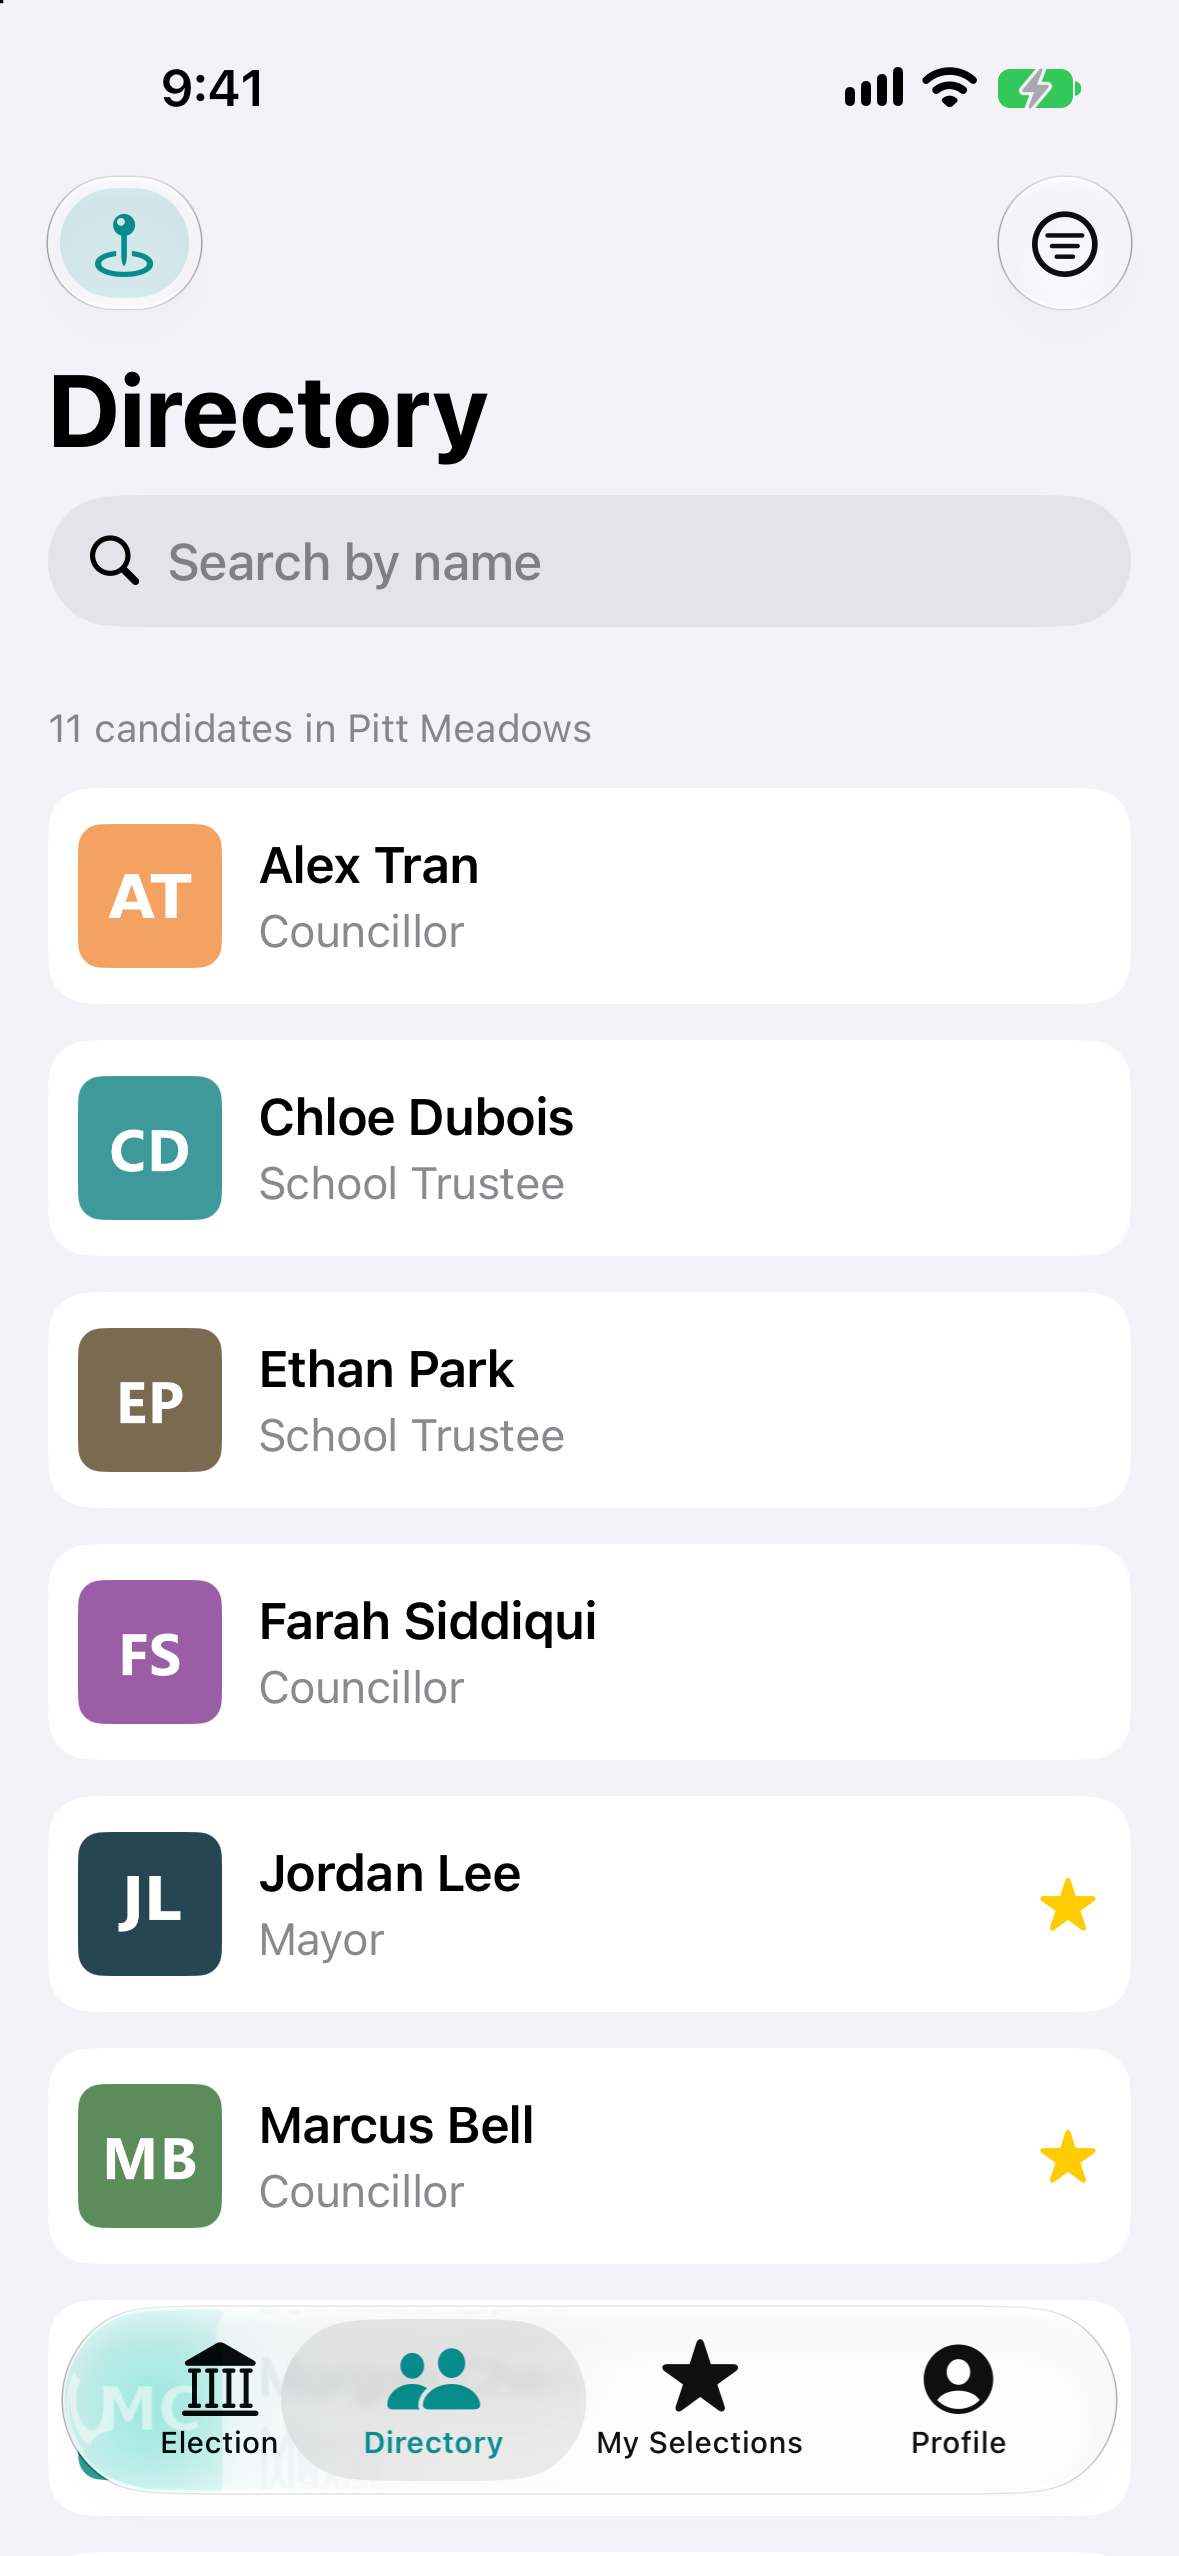 9:41
Directory
Search by name
11 candidates in Pitt Meadows
AT
Alex Tran
Councillor
CD
Chloe Dubois
School Trustee
EP
Ethan Park
School Trustee
FS
Farah Siddiqui
Councillor
JL
Jordan Lee
Mayor
MB
Marcus Bell
Councillor
MC
Election
Directory
My Selections
Profile